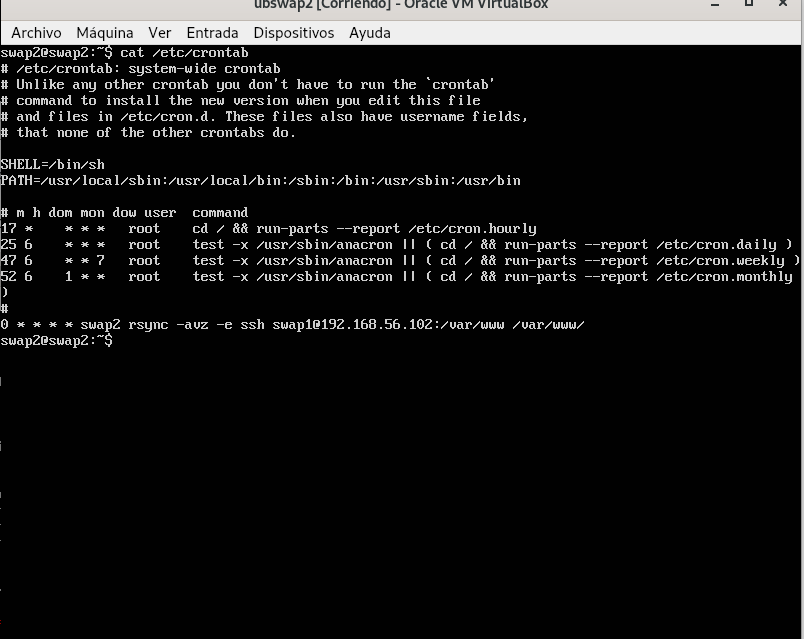 ubswap2 [Corriendo] - Oracle VM VirtualBox
Archivo Máquina Ver Entrada Dispositivos Ayuda
swap2@swap2:~$ cat /etc/crontab
# /etc/crontab: system-wide crontab
# Unlike any other crontab you don't have to run the `crontab'
# command to install the new version when you edit this file
# and files in /etc/cron.d. These files also have username fields,
# that none of the other crontabs do.
SHELL=/bin/sh
PATH=/usr/local/sbin:/usr/local/bin:/sbin:/bin:/usr/sbin:/usr/bin
# m h dom mon dow user  command
17 *    * * *   root    cd / && run-parts --report /etc/cron.hourly
25 6    * * *   root    test -x /usr/sbin/anacron || ( cd / && run-parts --report /etc/cron.daily )
47 6    * * 7   root    test -x /usr/sbin/anacron || ( cd / && run-parts --report /etc/cron.weekly )
52 6    1 * *   root    test -x /usr/sbin/anacron || ( cd / && run-parts --report /etc/cron.monthly
)
#
0 * * * * swap2 rsync -avz -e ssh swap1@192.168.56.102:/var/www /var/www/
swap2@swap2:~$